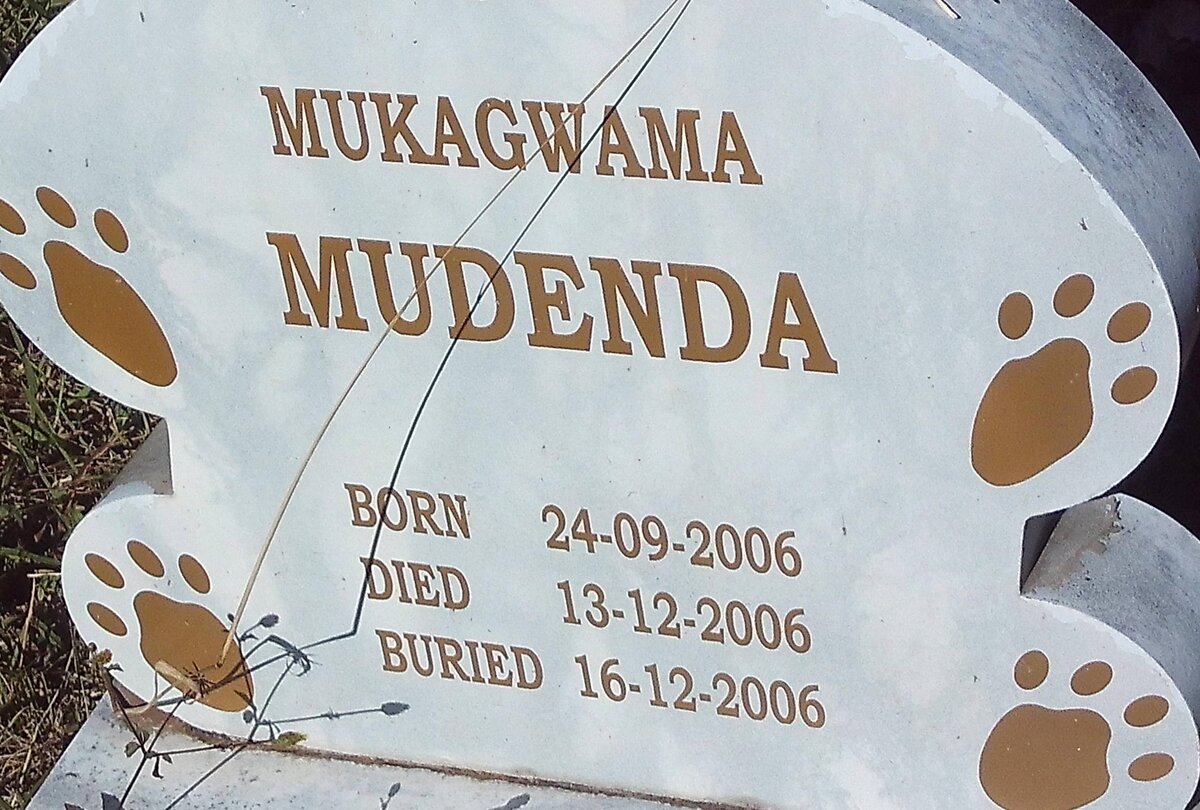 MUKAGWAMA
MUDENDA
BORN 24-09-2006
DIED 13-12-2006
BURIED 16-12-2006